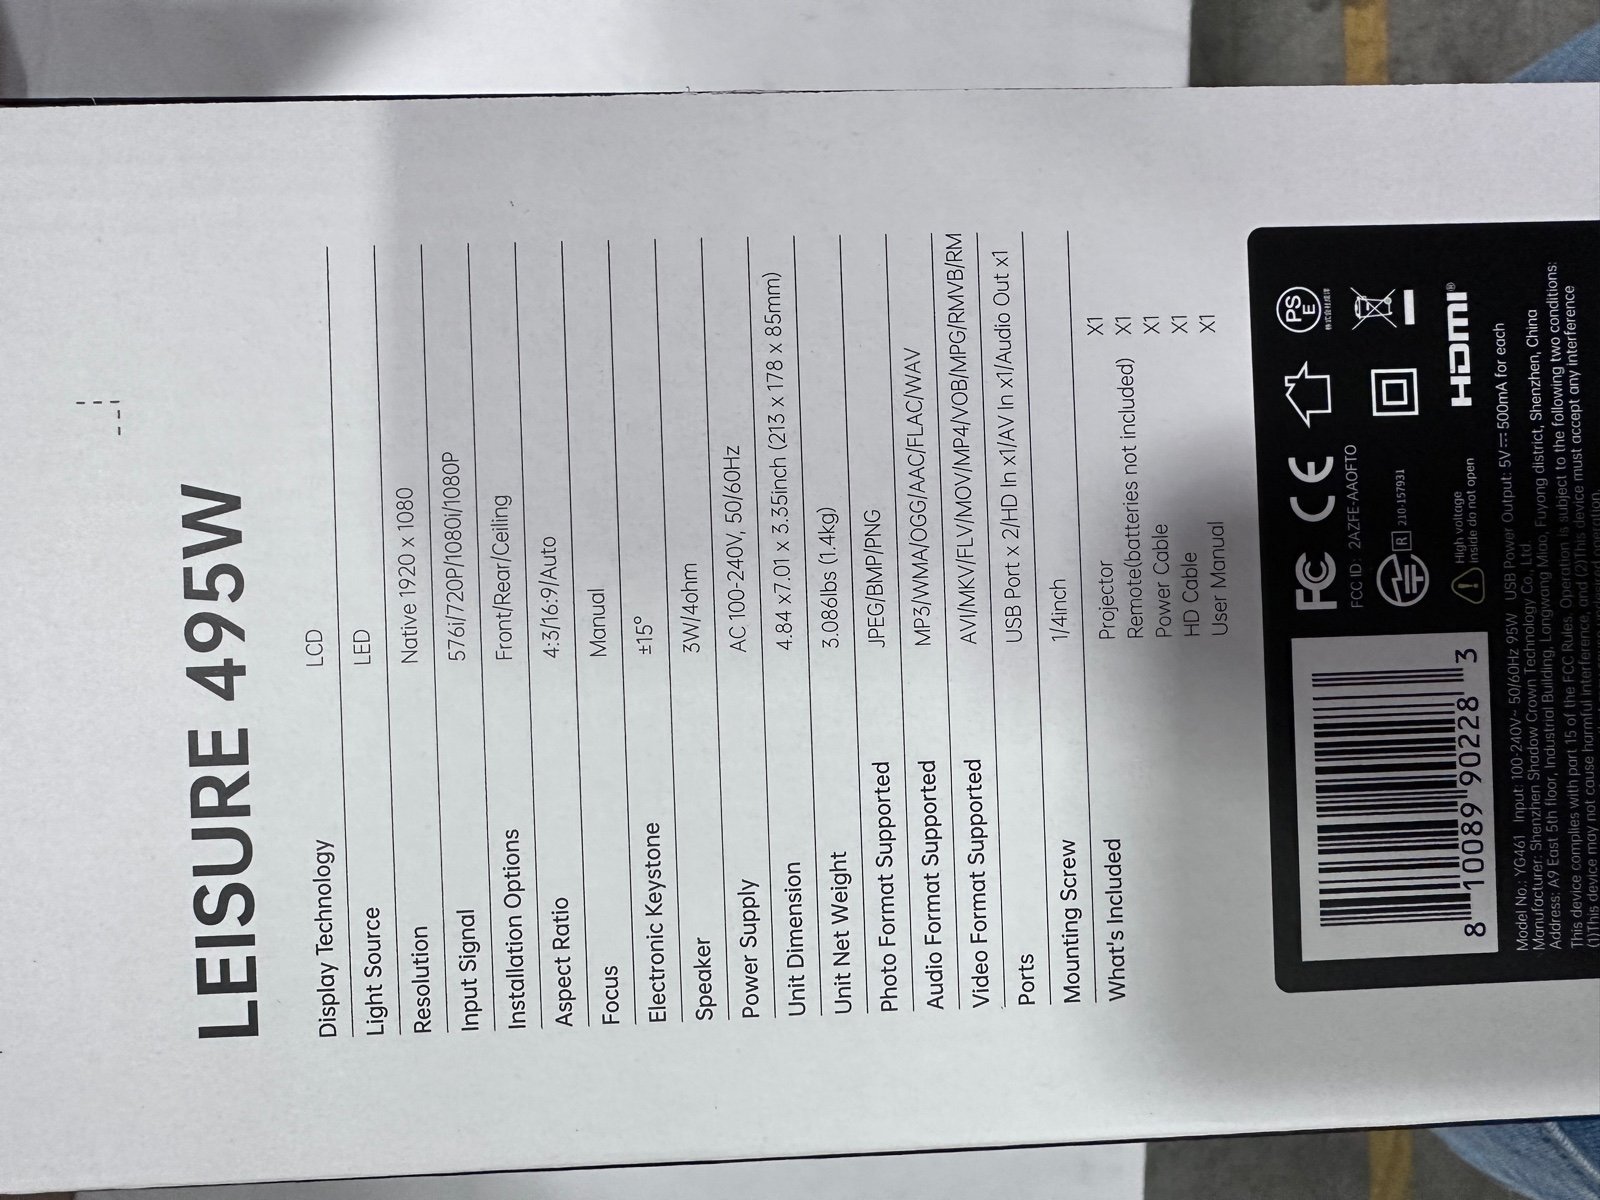 LEISURE 495W
Display Technology LCD
Light Source LED
Resolution Native 1920 x 1080
Input Signal 576i/720P/1080i/1080P
Installation Options Front/Rear/Ceiling
Aspect Ratio 4:3/16:9/Auto
Focus Manual
Electronic Keystone ±15°
Speaker 3W/4ohm
Power Supply AC 100-240V, 50/60Hz
Unit Dimension 4.84 x7.01 x 3.35inch (213 x 178 x 85mm)
Unit Net Weight 3.086lbs (1.4kg)
Photo Format Supported JPEG/BMP/PNG
Audio Format Supported MP3/WMA/OGG/AAC/FLAC/WAV
Video Format Supported AVI/MKV/FLV/MOV/MP4/VOB/MPG/RMVB/RM
Ports USB Port x 2/HD In x1/AV In x1/Audio Out x1
Mounting Screw 1/4inch
What's Included Projector X1
Remote(batteries not included) X1
Power Cable X1
HD Cable X1
User Manual X1
8 10089 90228 3
FC CE PSE
FCC ID: 2AZFE-AAOFTO
R 210-157931
High voltage
inside do not open
HDMI®
Model No.: YG461 Input: 100-240V~ 50/60Hz 95W USB Power Output: 5V⎓500mA for each
Manufacturer: Shenzhen Shadow Crown Technology Co., Ltd.
Address: A9 East 5th floor, Industrial Building, Longwang Miao, Fuyong district, Shenzhen, China
This device complies with part 15 of the FCC Rules. Operation is subject to the following two conditions:
(1)This device may not cause harmful interference, and (2)This device must accept any interference